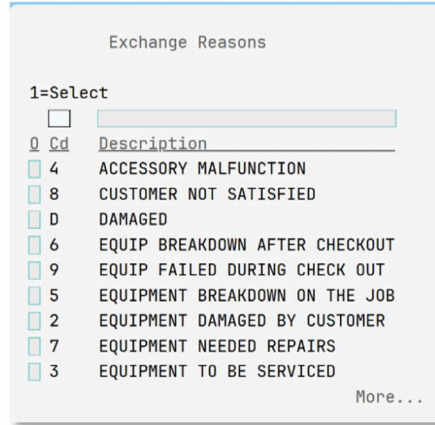 Exchange Reasons
1=Select
O Cd Description
4 ACCESSORY MALFUNCTION
8 CUSTOMER NOT SATISFIED
D DAMAGED
6 EQUIP BREAKDOWN AFTER CHECKOUT
9 EQUIP FAILED DURING CHECK OUT
5 EQUIPMENT BREAKDOWN ON THE JOB
2 EQUIPMENT DAMAGED BY CUSTOMER
7 EQUIPMENT NEEDED REPAIRS
3 EQUIPMENT TO BE SERVICED
More...